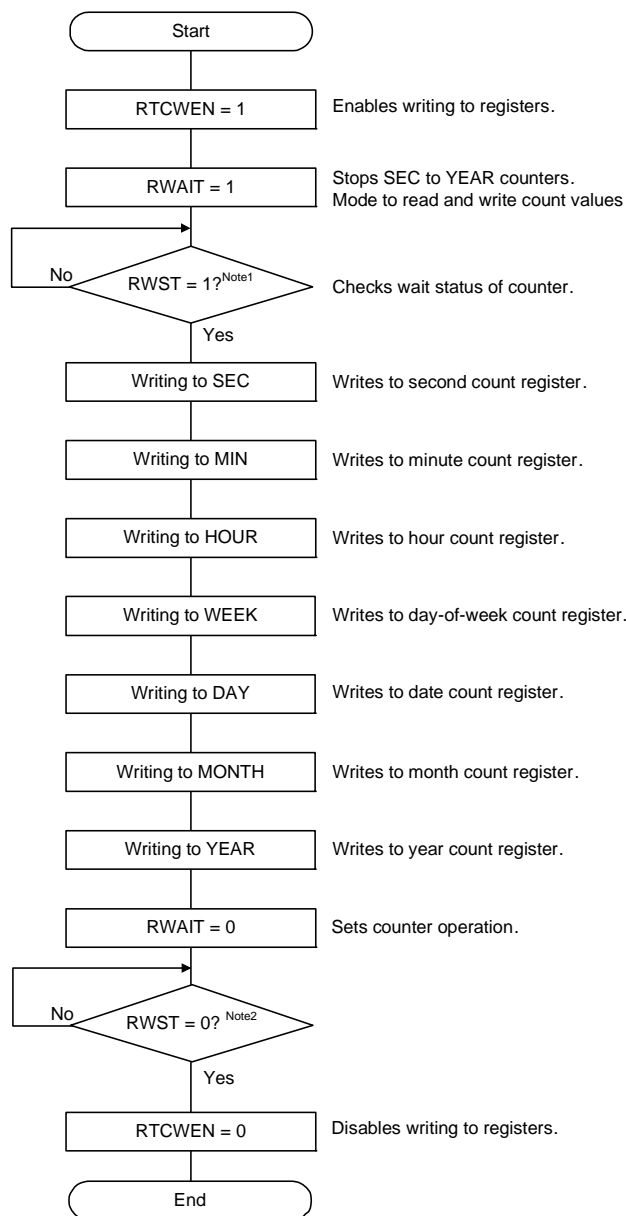 Start
RTCWEN = 1
Enables writing to registers.
RWAIT = 1
Stops SEC to YEAR counters.
Mode to read and write count values
No
RWST = 1?Note1
Checks wait status of counter.
Yes
Writing to SEC
Writes to second count register.
Writing to MIN
Writes to minute count register.
Writing to HOUR
Writes to hour count register.
Writing to WEEK
Writes to day-of-week count register.
Writing to DAY
Writes to date count register.
Writing to MONTH
Writes to month count register.
Writing to YEAR
Writes to year count register.
RWAIT = 0
Sets counter operation.
No
RWST = 0? Note2
Yes
RTCWEN = 0
Disables writing to registers.
End